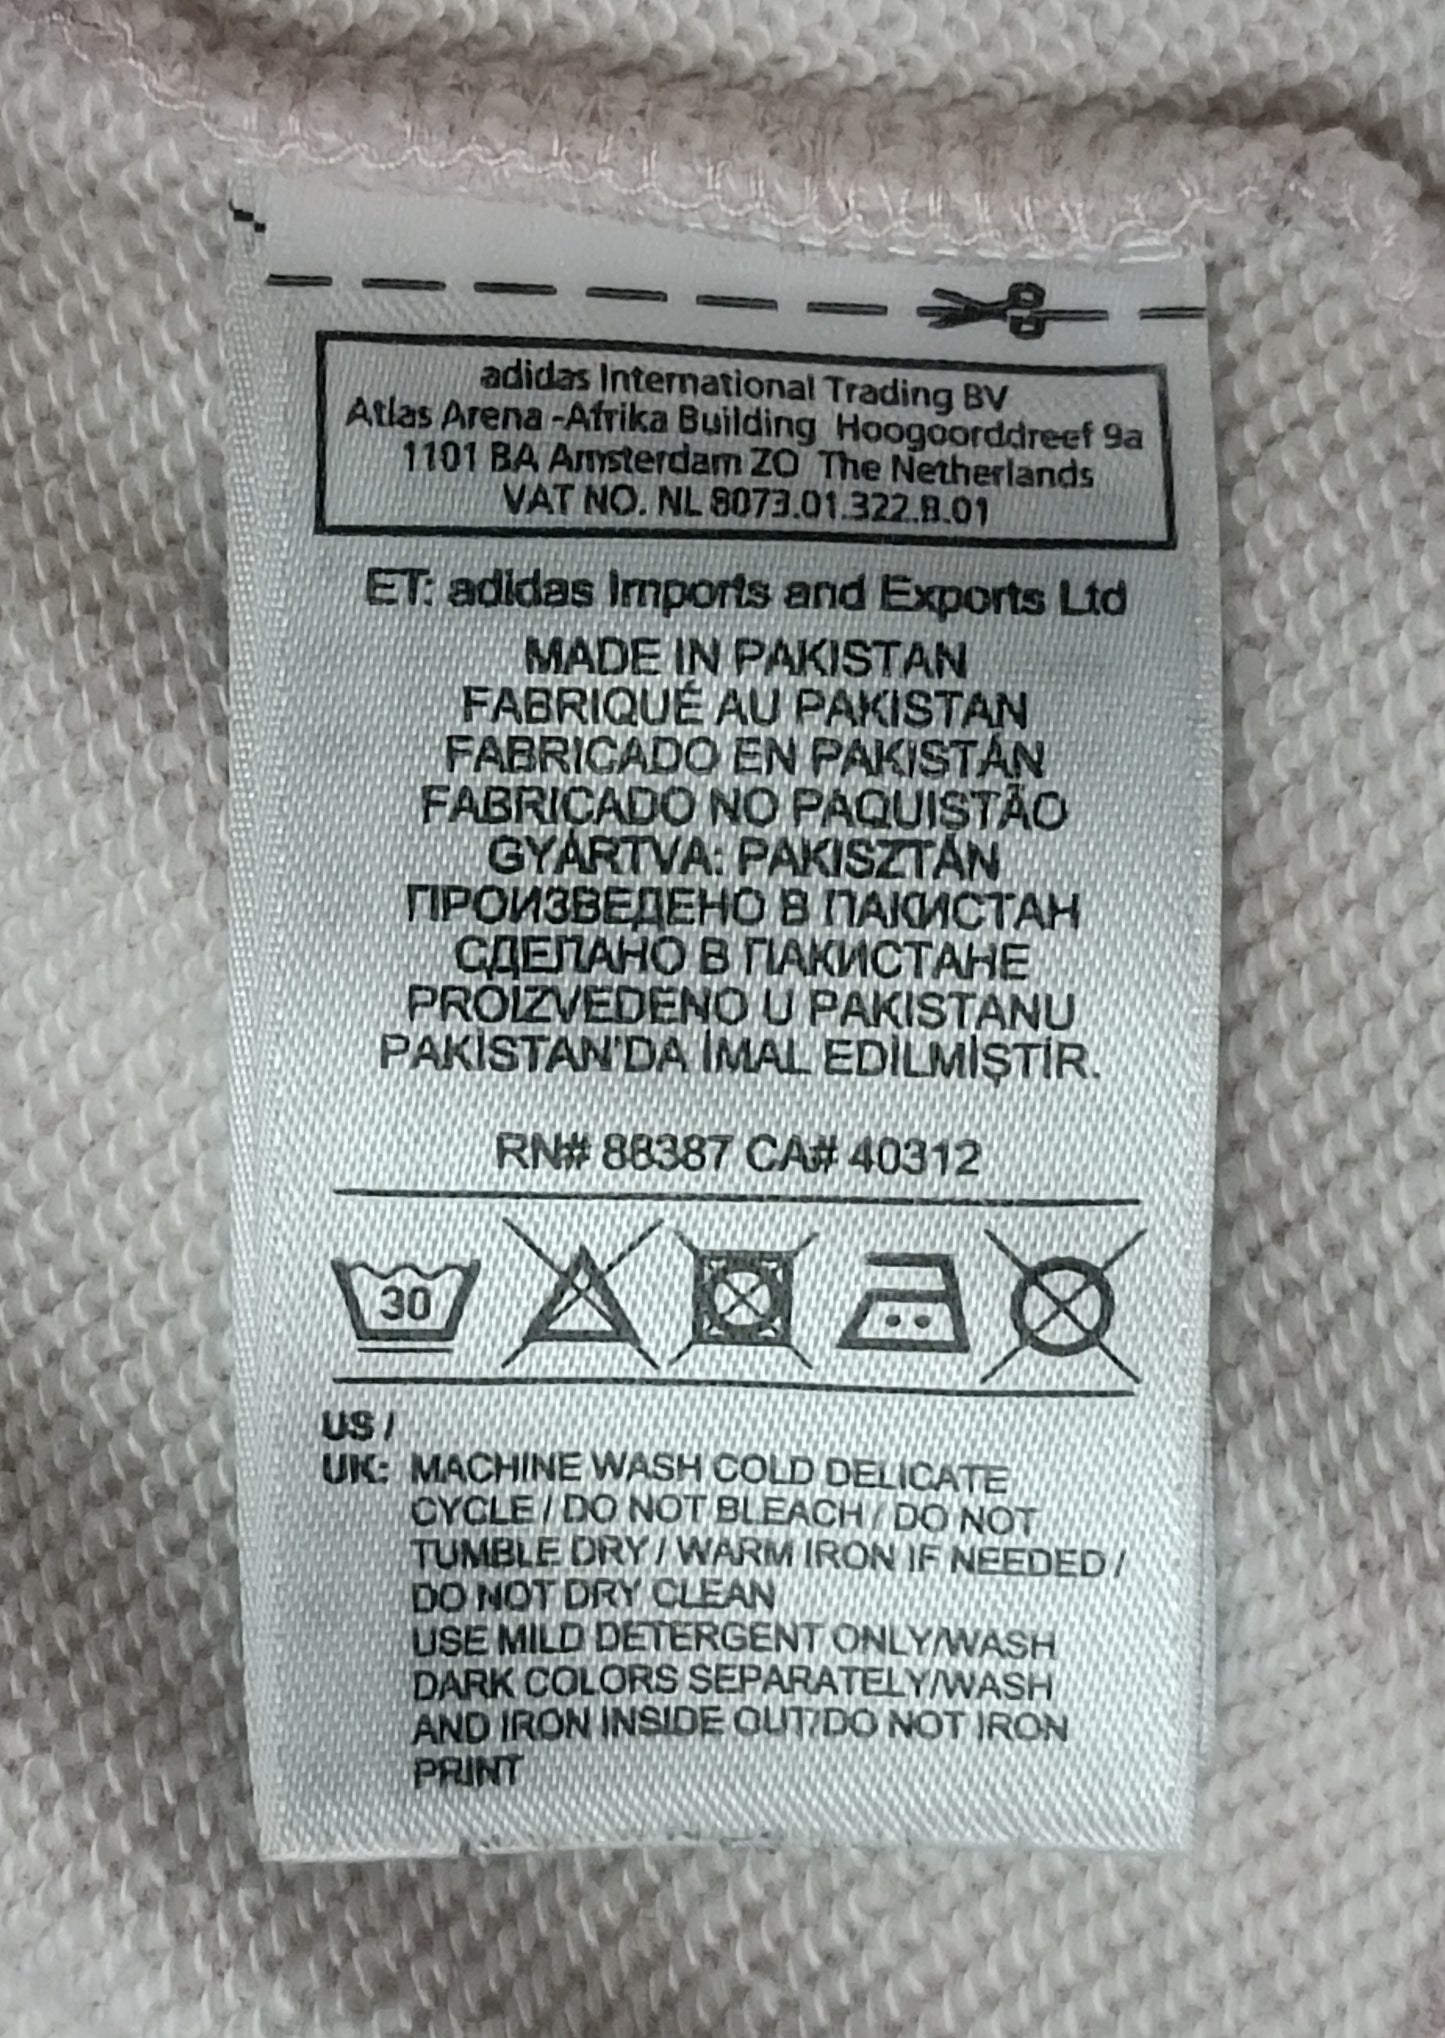 adidas International Trading BV
Atlas Arena -Afrika Building Hoogoorddreef 9a
1101 BA Amsterdam ZO The Netherlands
VAT NO. NL 8073.01.322.B.01
ET: adidas Imports and Exports Ltd
MADE IN PAKISTAN
FABRIQUÉ AU PAKISTAN
FABRICADO EN PAKISTÁN
FABRICADO NO PAQUISTÃO
GYÁRTVA: PAKISZTÁN
ПРОИЗВЕДЕНО В ПАКИСТАН
СДЕЛАНО В ПАКИСТАНЕ
PROIZVEDENO U PAKISTANU
PAKİSTAN'DA İMAL EDİLMİŞTİR.
RN# 88387 CA# 40312
30
US /
UK: MACHINE WASH COLD DELICATE
CYCLE / DO NOT BLEACH / DO NOT
TUMBLE DRY / WARM IRON IF NEEDED /
DO NOT DRY CLEAN
USE MILD DETERGENT ONLY/WASH
DARK COLORS SEPARATELY/WASH
AND IRON INSIDE OUT/DO NOT IRON
PRINT